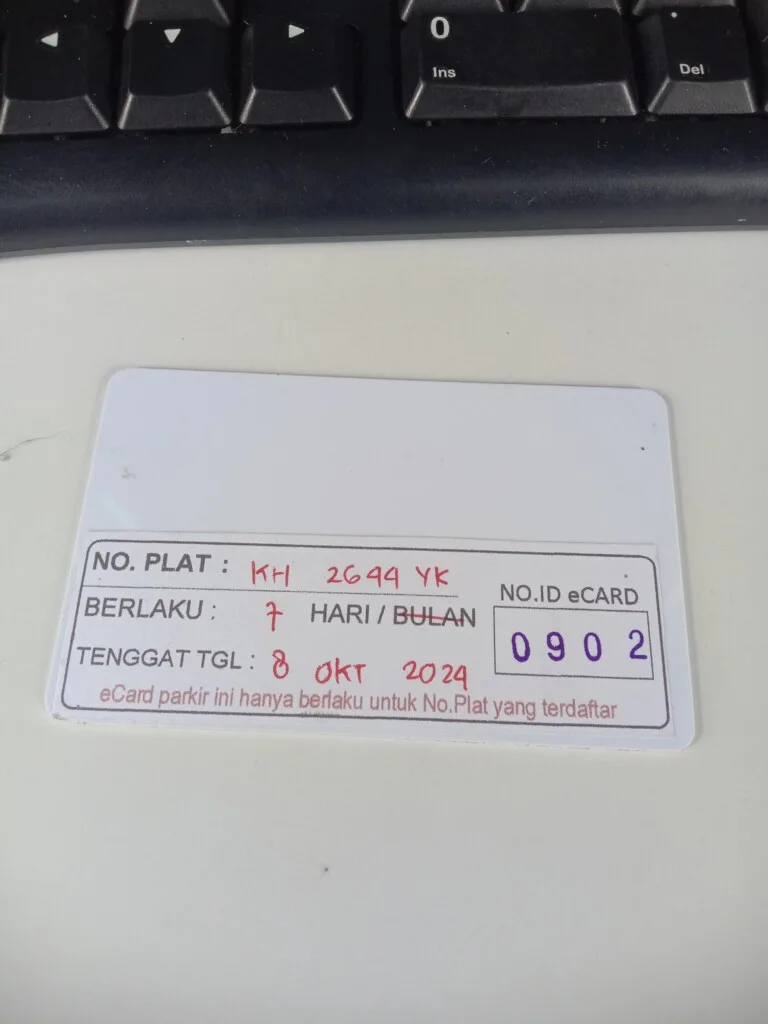 0
Ins
Del
NO. PLAT : KH 2644 YK
BERLAKU : 7 HARI / BULAN
TENGGAT TGL : 8 OKT 2024
NO.ID eCARD
0902
eCard parkir ini hanya berlaku untuk No.Plat yang terdaftar